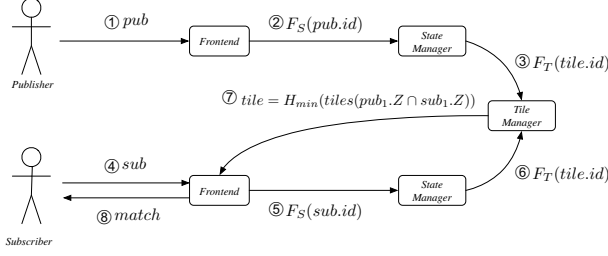 ① pub
② F_S(pub.id)
Frontend
State Manager
③ F_T(tile.id)
Publisher
⑦ tile = H_min(tiles(pub_1.Z ∩ sub_1.Z))
Tile Manager
④ sub
Frontend
State Manager
⑥ F_T(tile.id)
⑧ match
⑤ F_S(sub.id)
Subscriber